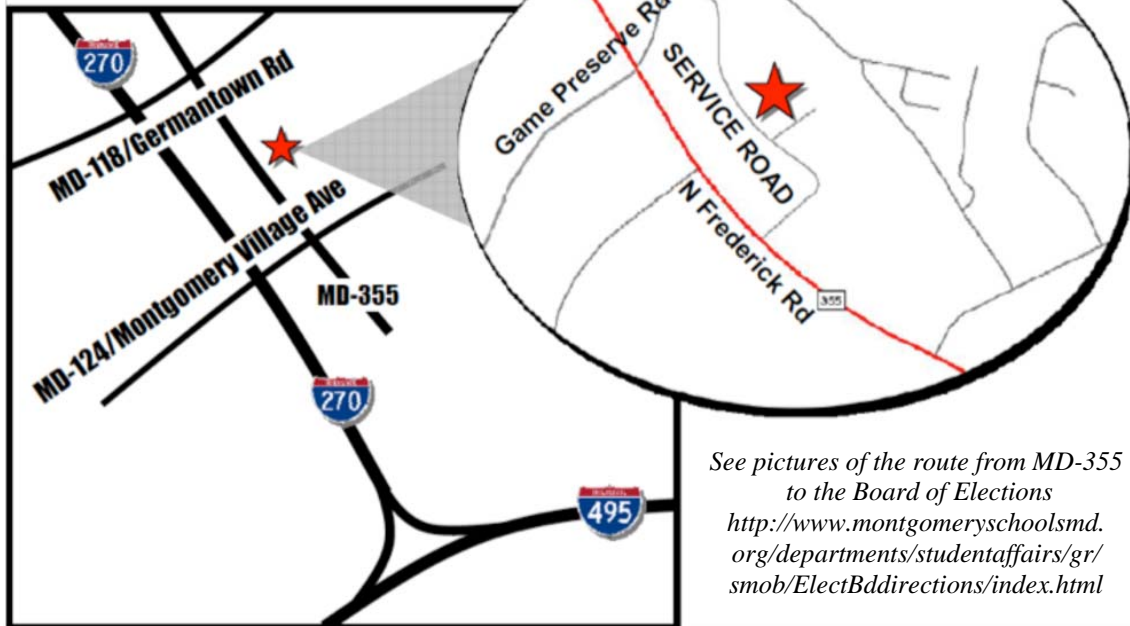 270
MD-118/Germantown Rd
MD-124/Montgomery Village Ave
MD-355
270
495
Game Preserve Rd
SERVICE ROAD
N Frederick Rd
355
See pictures of the route from MD-355
to the Board of Elections
http://www.montgomeryschoolsmd.
org/departments/studentaffairs/gr/
smob/ElectBddirections/index.html